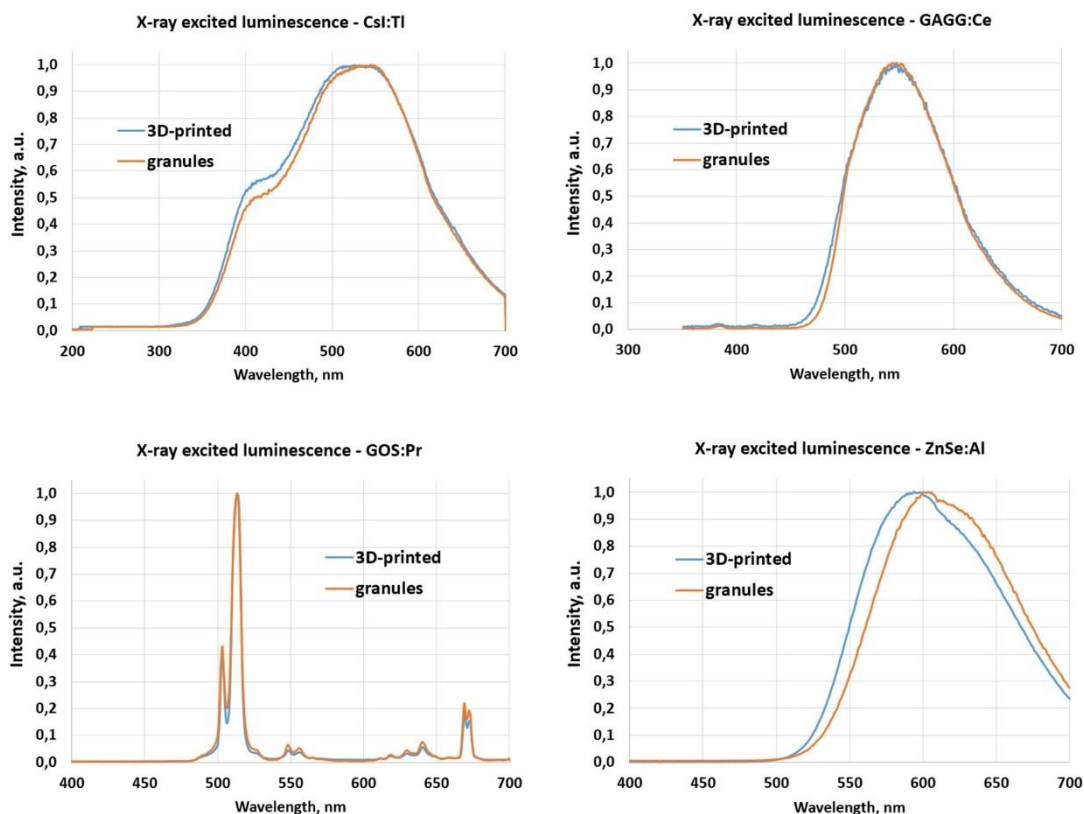 X-ray excited luminescence - CsI:Tl
1,0
0,9
0,8
0,7
0,6
0,5
0,4
0,3
0,2
0,1
0,0
Intensity, a.u.
3D-printed
granules
200 300 400 500 600 700
Wavelength, nm
X-ray excited luminescence - GAGG:Ce
1,0
0,9
0,8
0,7
0,6
0,5
0,4
0,3
0,2
0,1
0,0
Intensity, a.u.
3D-printed
granules
300 400 500 600 700
Wavelength, nm
X-ray excited luminescence - GOS:Pr
1,0
0,9
0,8
0,7
0,6
0,5
0,4
0,3
0,2
0,1
0,0
Intensity, a.u.
3D-printed
granules
400 450 500 550 600 650 700
Wavelength, nm
X-ray excited luminescence - ZnSe:Al
1,0
0,9
0,8
0,7
0,6
0,5
0,4
0,3
0,2
0,1
0,0
Intensity, a.u.
3D-printed
granules
400 450 500 550 600 650 700
Wavelength, nm